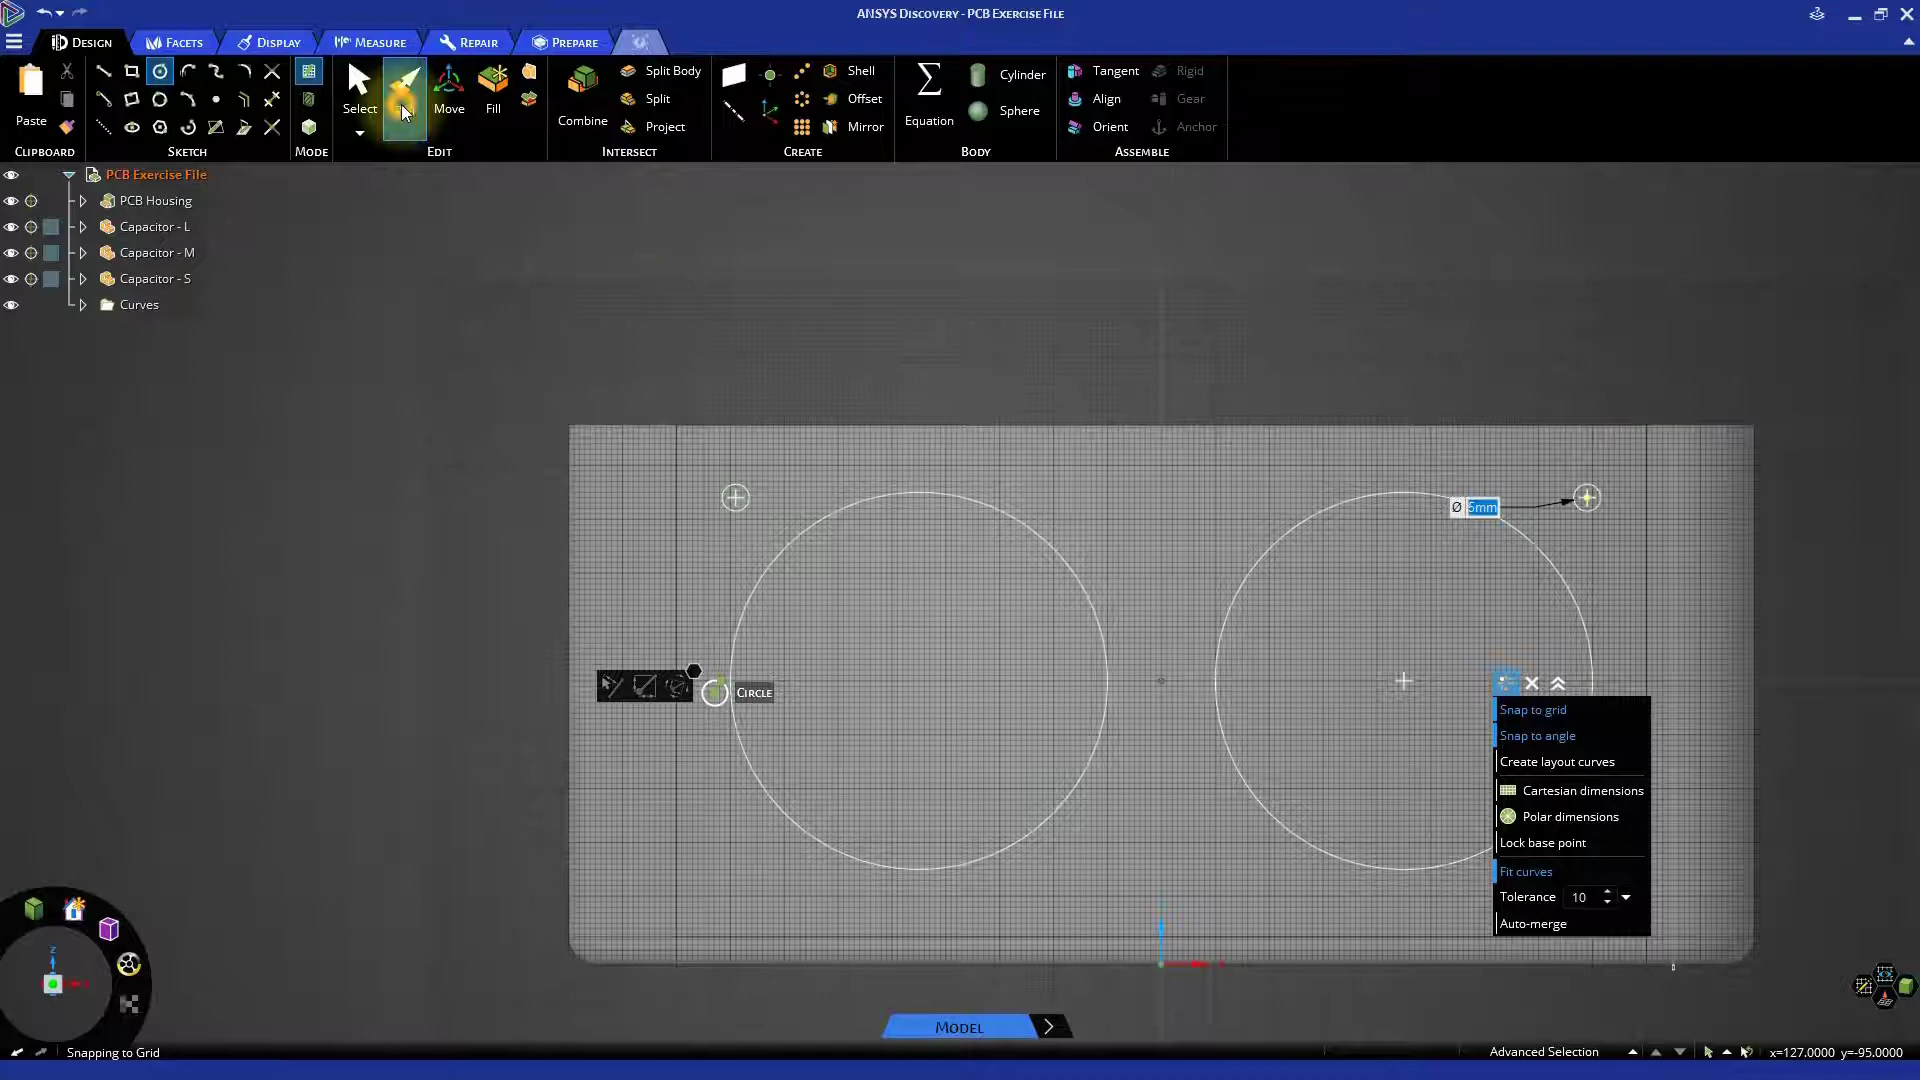 ANSYS Discovery - PCB Exercise File
Design
Facets
Display
Measure
Repair
Prepare
Paste
Select
Move
Fill
Combine
Split Body
Split
Project
Shell
Offset
Mirror
Equation
Cylinder
Sphere
Tangent
Align
Orient
Rigid
Gear
Anchor
Clipboard
Sketch
Mode
Edit
Intersect
Create
Body
Assemble
PCB Exercise File
PCB Housing
Capacitor - L
Capacitor - M
Capacitor - S
Curves
Ø 5mm
Circle
Snap to grid
Snap to angle
Create layout curves
Cartesian dimensions
Polar dimensions
Lock base point
Fit curves
Tolerance 10
Auto-merge
Z
Model
Snapping to Grid
Advanced Selection
x=127.0000 y=-95.0000